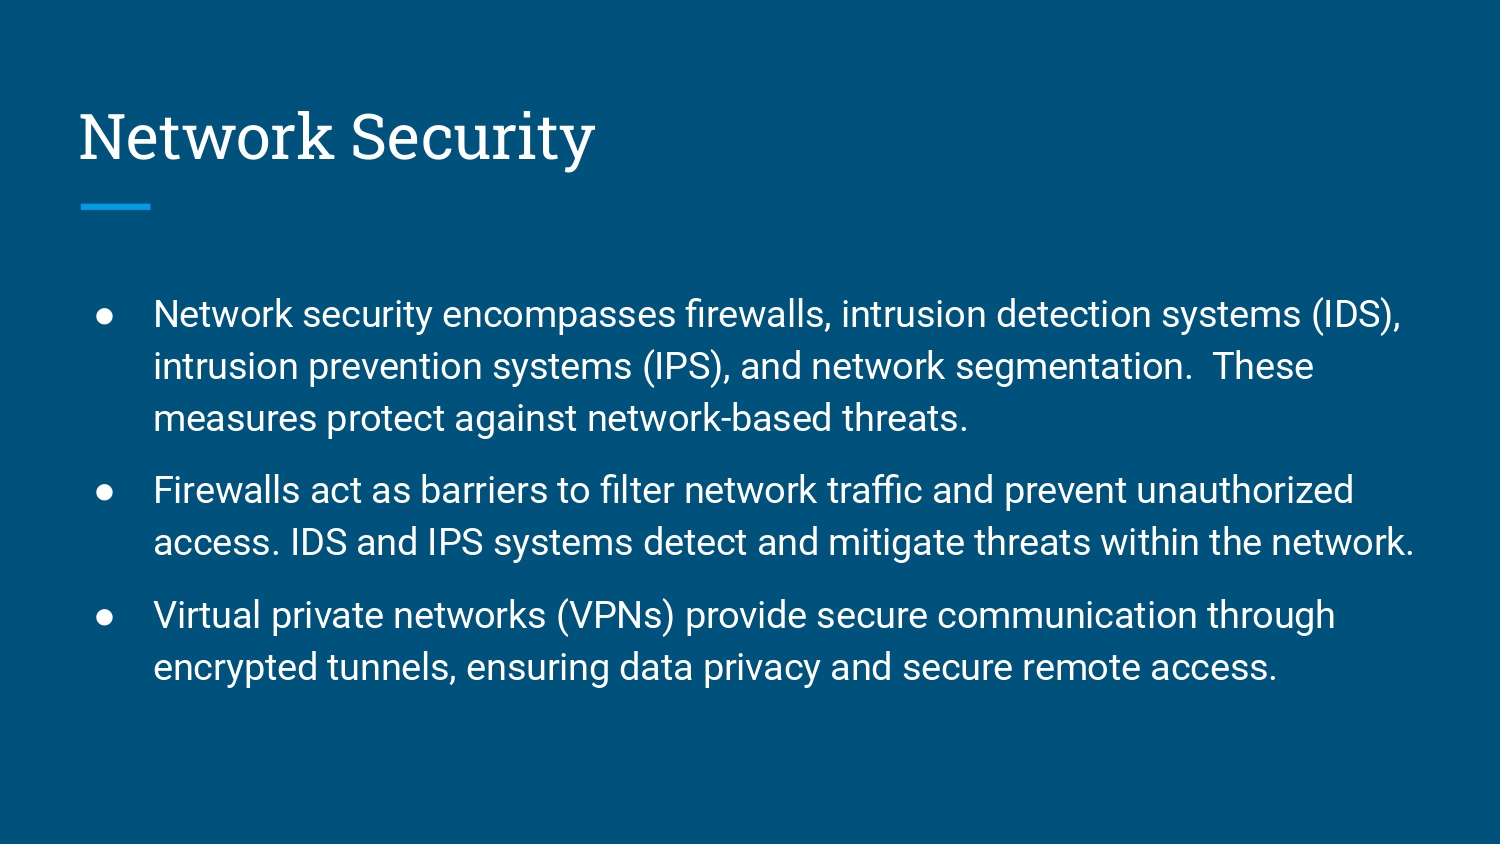 Network Security
● Network security encompasses firewalls, intrusion detection systems (IDS),
intrusion prevention systems (IPS), and network segmentation.  These
measures protect against network-based threats.
● Firewalls act as barriers to filter network traffic and prevent unauthorized
access. IDS and IPS systems detect and mitigate threats within the network.
● Virtual private networks (VPNs) provide secure communication through
encrypted tunnels, ensuring data privacy and secure remote access.